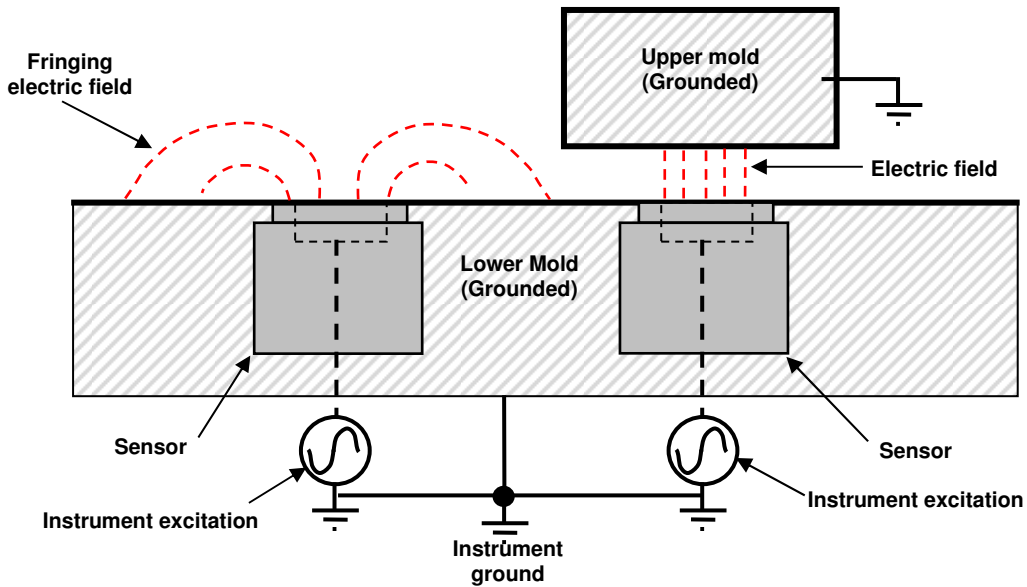 Fringing
electric field
Upper mold
(Grounded)
Electric field
Lower Mold
(Grounded)
Sensor
Sensor
Instrument excitation
Instrument excitation
Instrument
ground